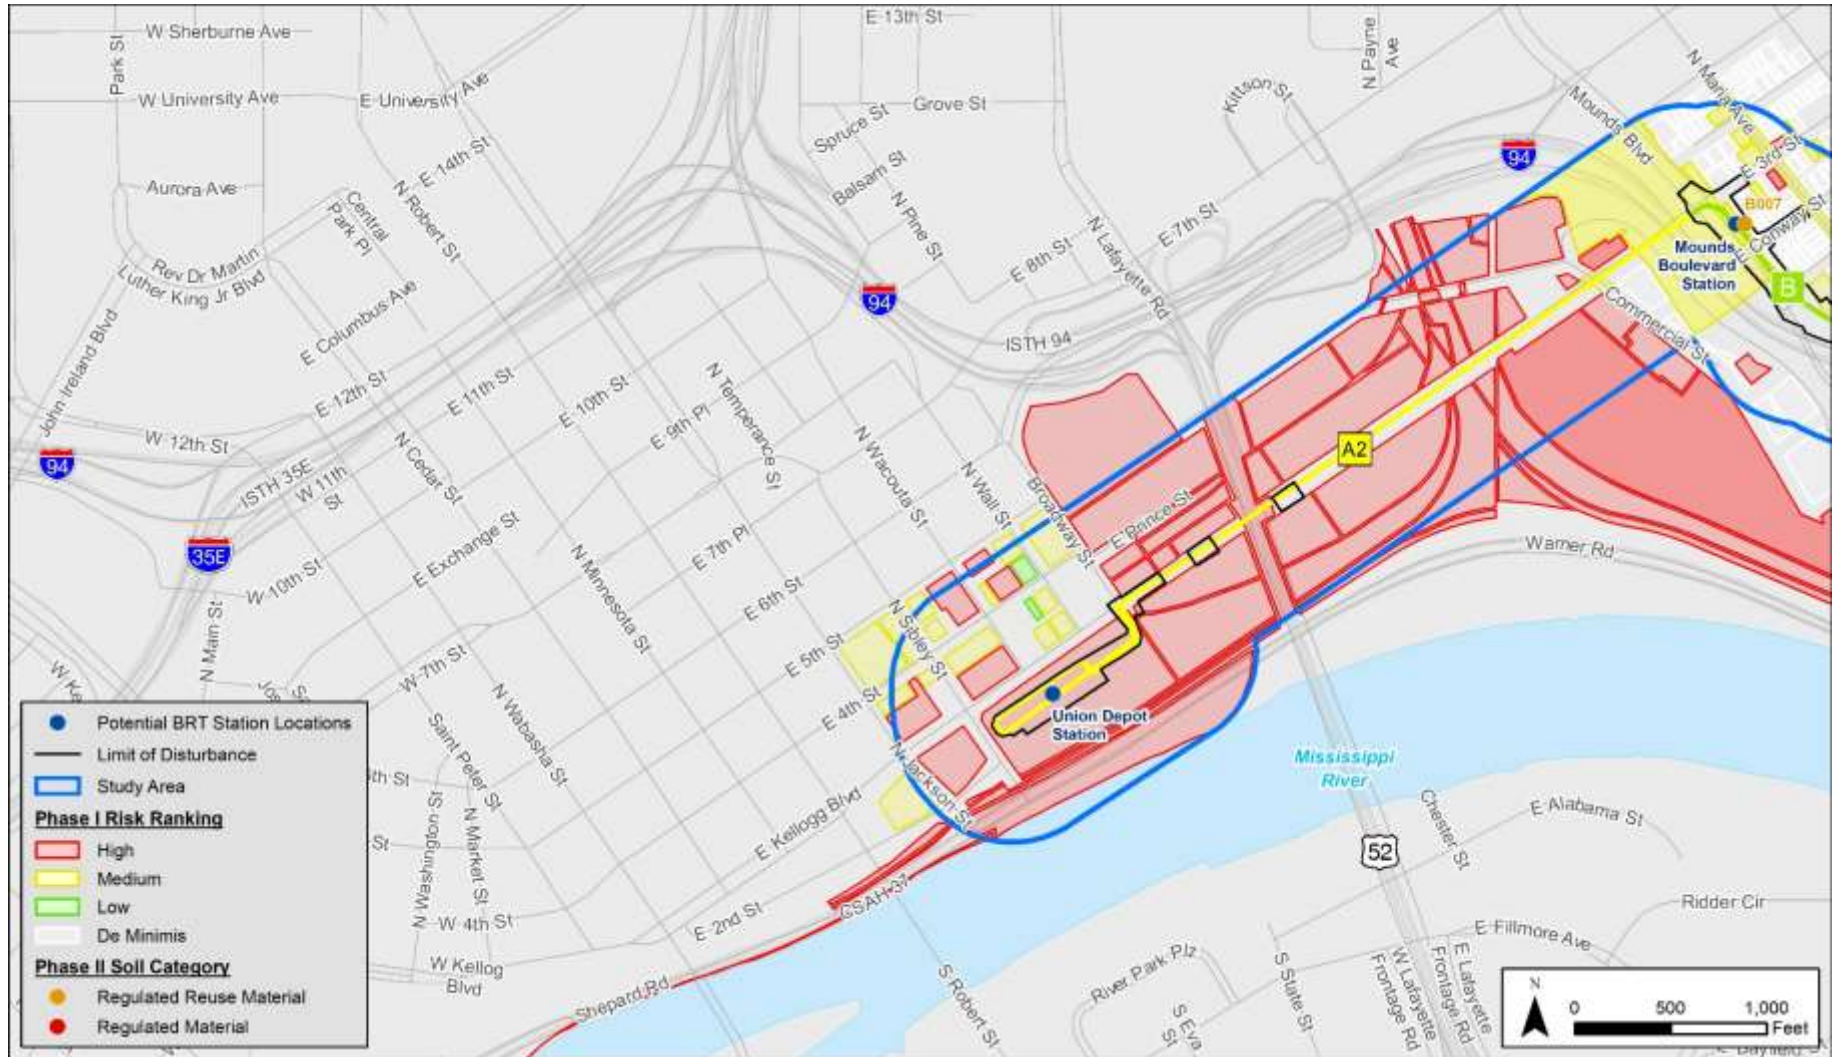 E 13th St
W Sherburne Ave
Park St
N Payne
Ave
N Maria Ave
W University Ave
E University Ave
Grove St
Kittson St
Mounds Blvd
Spruce St
94
E 3rd St
E 14th St
Balsam St
Aurora Ave
Central
Park Pl
N Robert St
N Pine St
N Lafayette Rd
E 7th St
B007
E Conway St
Mounds
Boulevard
Station
Rev Dr Martin
Luther King Jr Blvd
E 8th St
B
94
E Columbus Ave
Commercial St
John Ireland Blvd
ISTH 94
E 12th St
E 11th St
E 10th St
N Temperance St
E 9th Pl
W 12th St
N Cedar St
N Wacouta St
N Wall St
A2
94
ISTH 35E
W 11th
St
Broadway St
E Prince St
35E
E Exchange St
E 7th Pl
Warner Rd
W 10th St
N Minnesota St
E 6th St
N Main St
E 5th St
N Sibley St
W 7th St
N Wabasha St
E 4th St
Saint Peter St
Union Depot
Station
N Jackson St
Mississippi
River
Potential BRT Station Locations
Limit of Disturbance
Study Area
Phase I Risk Ranking
High
Medium
Low
De Minimis
Phase II Soil Category
Regulated Reuse Material
Regulated Material
N Washington St
N Market St
E Kellogg Blvd
Chester St
E Alabama St
52
CSAH 37
W 4th St
E 2nd St
Ridder Cir
E Fillmore Ave
W Kellog
Blvd
Shepard Rd
S Robert St
River Park Plz
S Eva
St
S State St
W Lafayette
Frontage Rd
E Lafayette
Frontage Rd
N
0 500 1,000
Feet